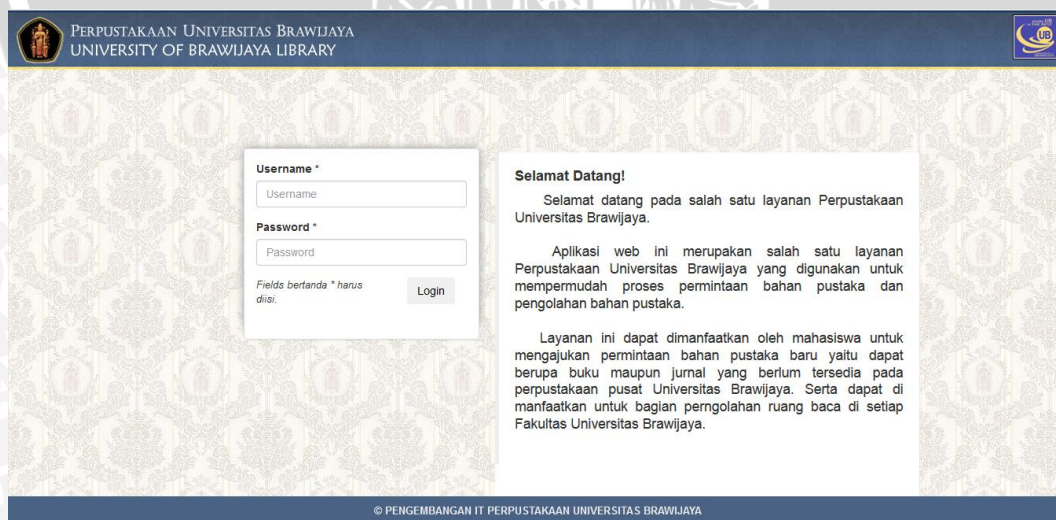 PERPUSTAKAAN UNIVERSITAS BRAWIJAYA
UNIVERSITY OF BRAWIJAYA LIBRARY
UB
Username *
Username
Password *
Password
Fields bertanda * harus
diisi.
Login
Selamat Datang!
Selamat datang pada salah satu layanan Perpustakaan
Universitas Brawijaya.
Aplikasi web ini merupakan salah satu layanan
Perpustakaan Universitas Brawijaya yang digunakan untuk
mempermudah proses permintaan bahan pustaka dan
pengolahan bahan pustaka.
Layanan ini dapat dimanfaatkan oleh mahasiswa untuk
mengajukan permintaan bahan pustaka baru yaitu dapat
berupa buku maupun jurnal yang berlum tersedia pada
perpustakaan pusat Universitas Brawijaya. Serta dapat di
manfaatkan untuk bagian perngolahan ruang baca di setiap
Fakultas Universitas Brawijaya.
© PENGEMBANGAN IT PERPUSTAKAAN UNIVERSITAS BRAWIJAYA